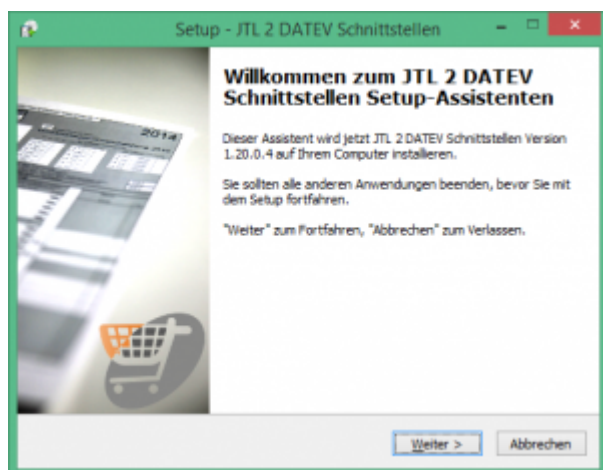 Setup - JTL 2 DATEV Schnittstellen
Willkommen zum JTL 2 DATEV
Schnittstellen Setup-Assistenten
Dieser Assistent wird jetzt JTL 2 DATEV Schnittstellen Version
1.20.0.4 auf Ihrem Computer installieren.
Sie sollten alle anderen Anwendungen beenden, bevor Sie mit
dem Setup fortfahren.
"Weiter" zum Fortfahren, "Abbrechen" zum Verlassen.
2014
Weiter >
Abbrechen